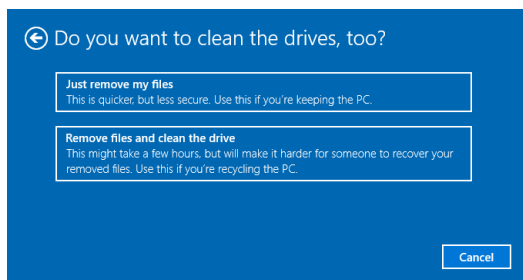 Do you want to clean the drives, too?
Just remove my files
This is quicker, but less secure. Use this if you're keeping the PC.
Remove files and clean the drive
This might take a few hours, but will make it harder for someone to recover your
removed files. Use this if you're recycling the PC.
Cancel